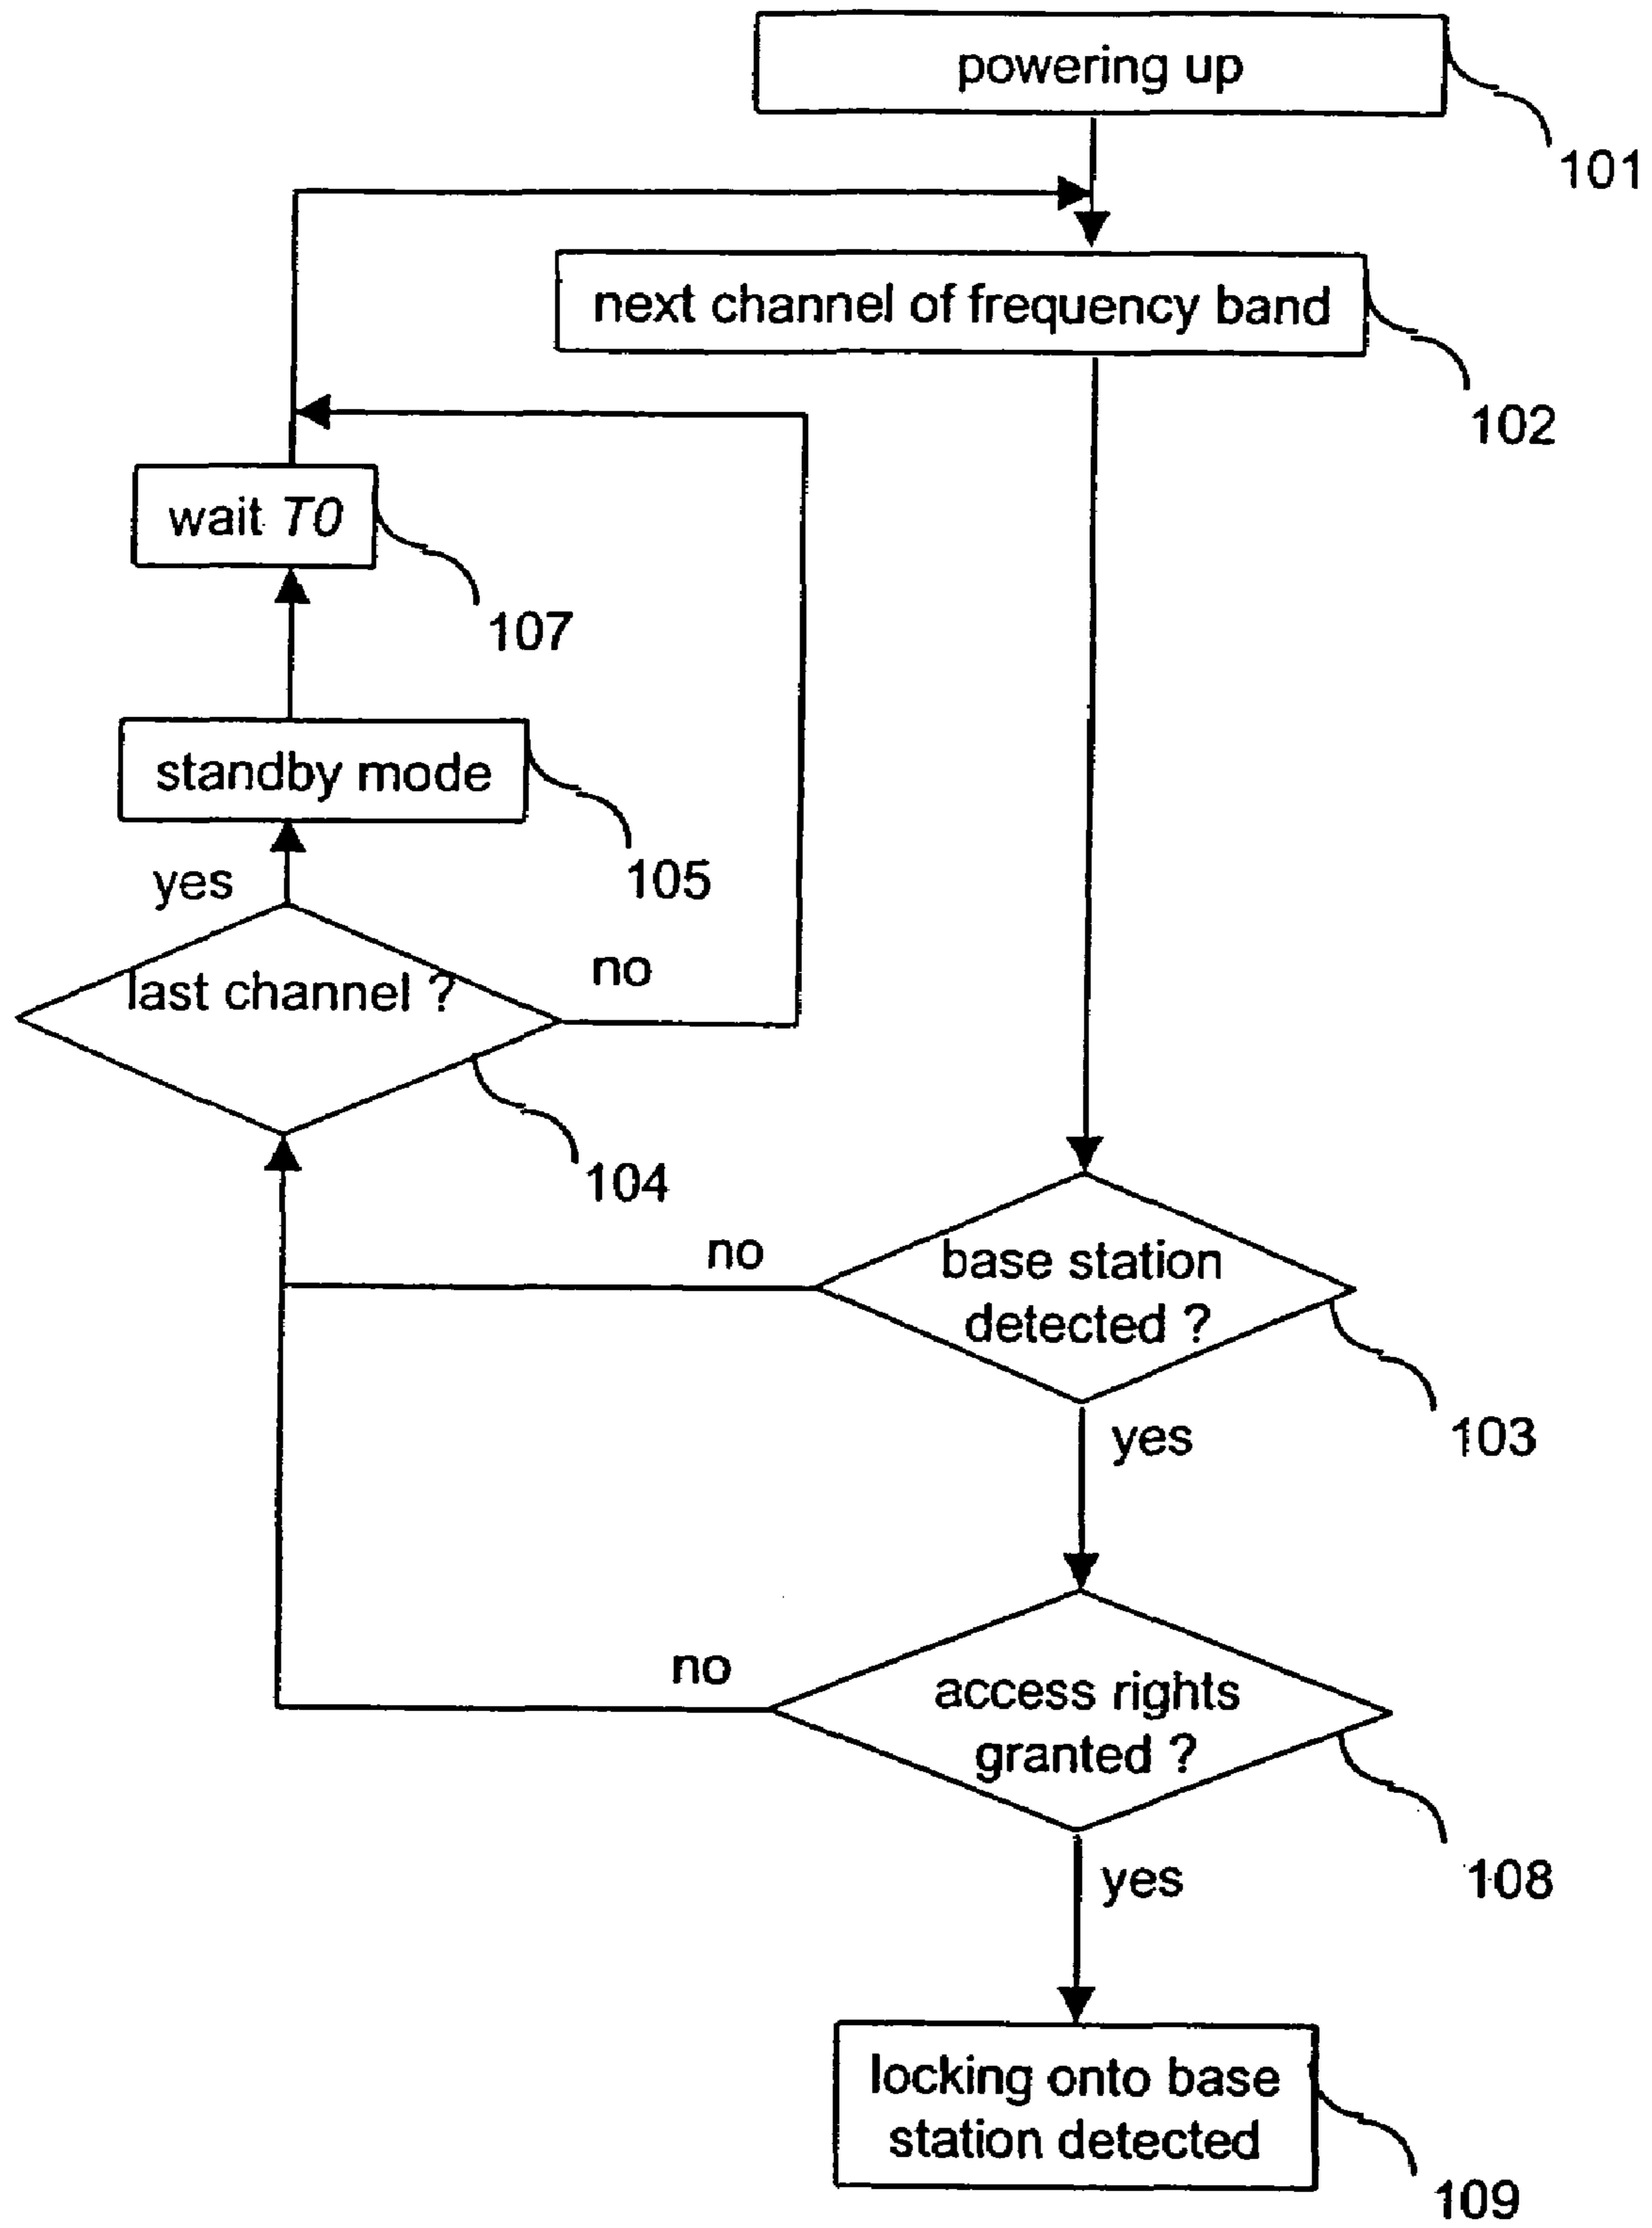 powering up
101
next channel of frequency band
102
wait T0
107
standby mode
105
yes
last channel ?
no
104
no
base station
detected ?
103
yes
no
access rights
granted ?
108
yes
locking onto base
station detected
109